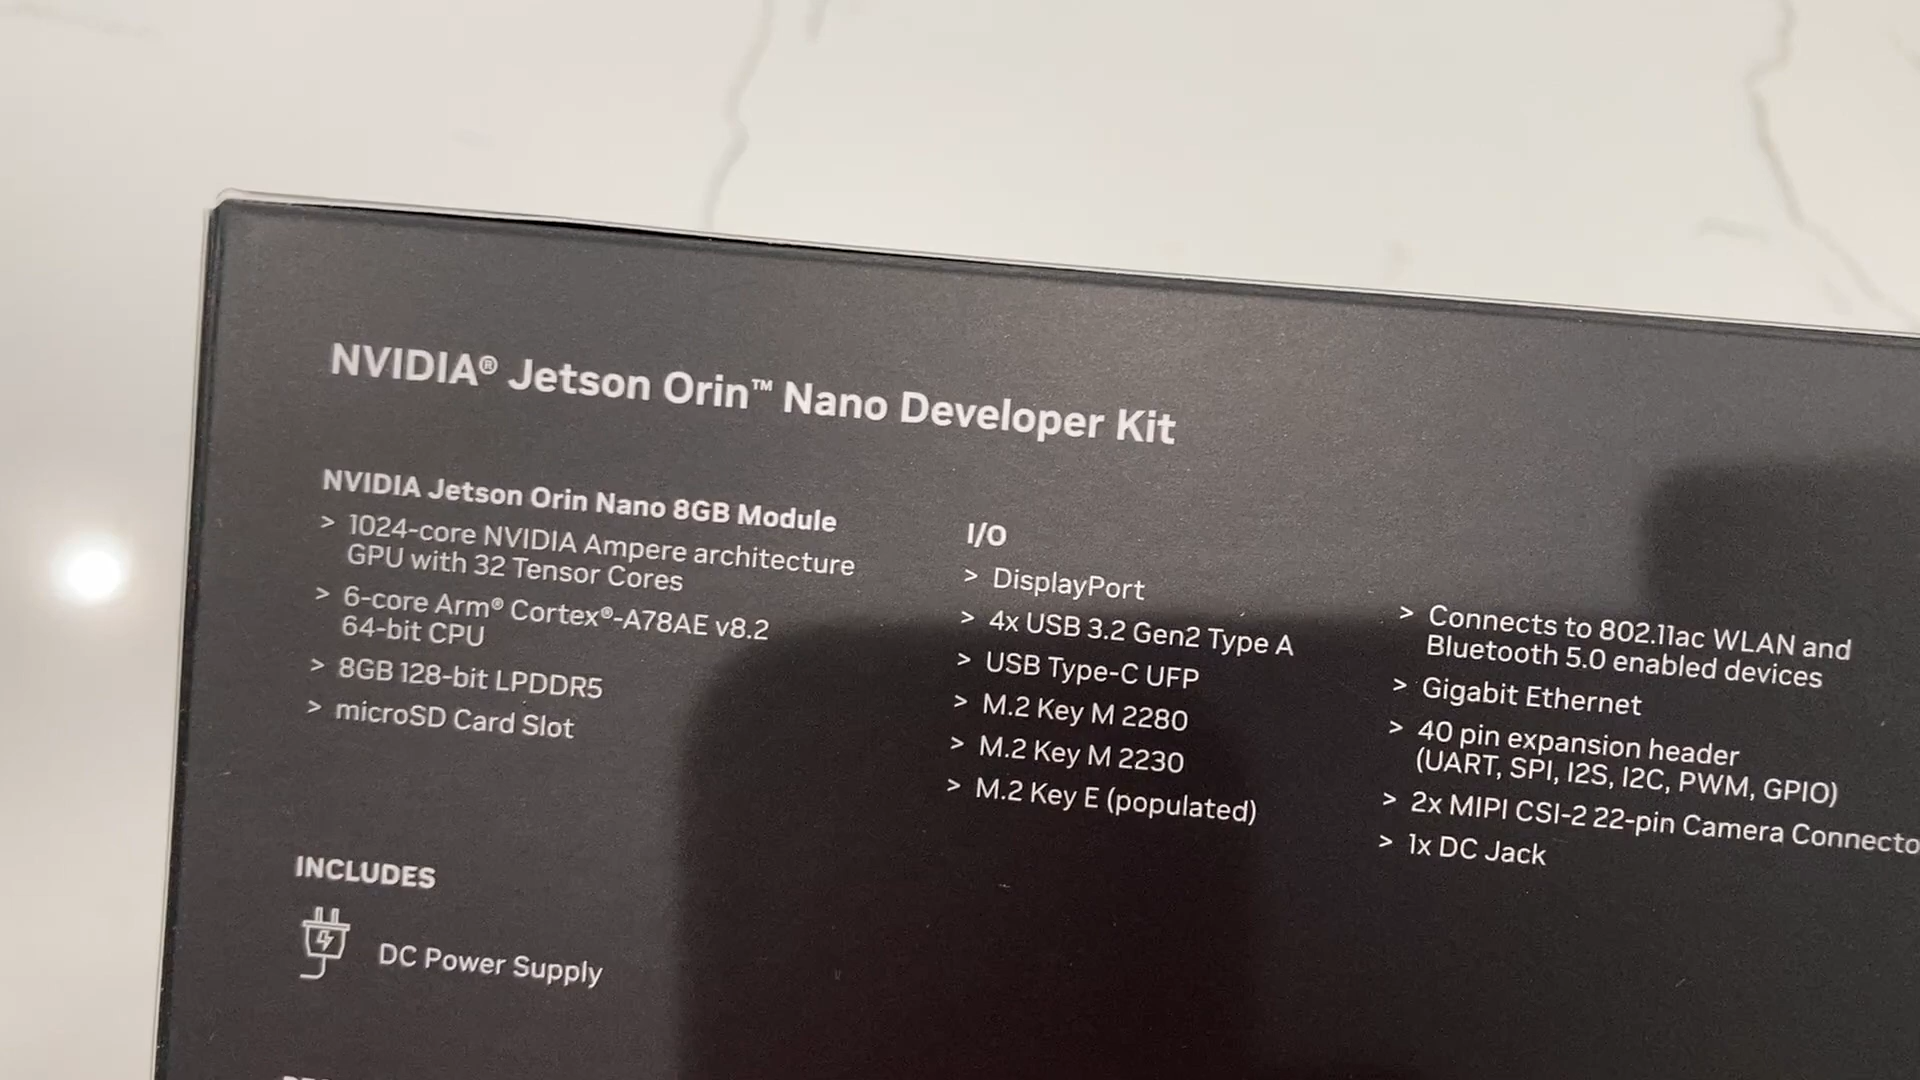 NVIDIA® Jetson Orin™ Nano Developer Kit
NVIDIA Jetson Orin Nano 8GB Module
> 1024-core NVIDIA Ampere architecture
GPU with 32 Tensor Cores
> 6-core Arm® Cortex®-A78AE v8.2
64-bit CPU
> 8GB 128-bit LPDDR5
> microSD Card Slot
I/O
> DisplayPort
> 4x USB 3.2 Gen2 Type A
> USB Type-C UFP
> M.2 Key M 2280
> M.2 Key M 2230
> M.2 Key E (populated)
> Connects to 802.11ac WLAN and
Bluetooth 5.0 enabled devices
> Gigabit Ethernet
> 40 pin expansion header
(UART, SPI, I2S, I2C, PWM, GPIO)
> 2x MIPI CSI-2 22-pin Camera Connecto
> 1x DC Jack
INCLUDES
DC Power Supply